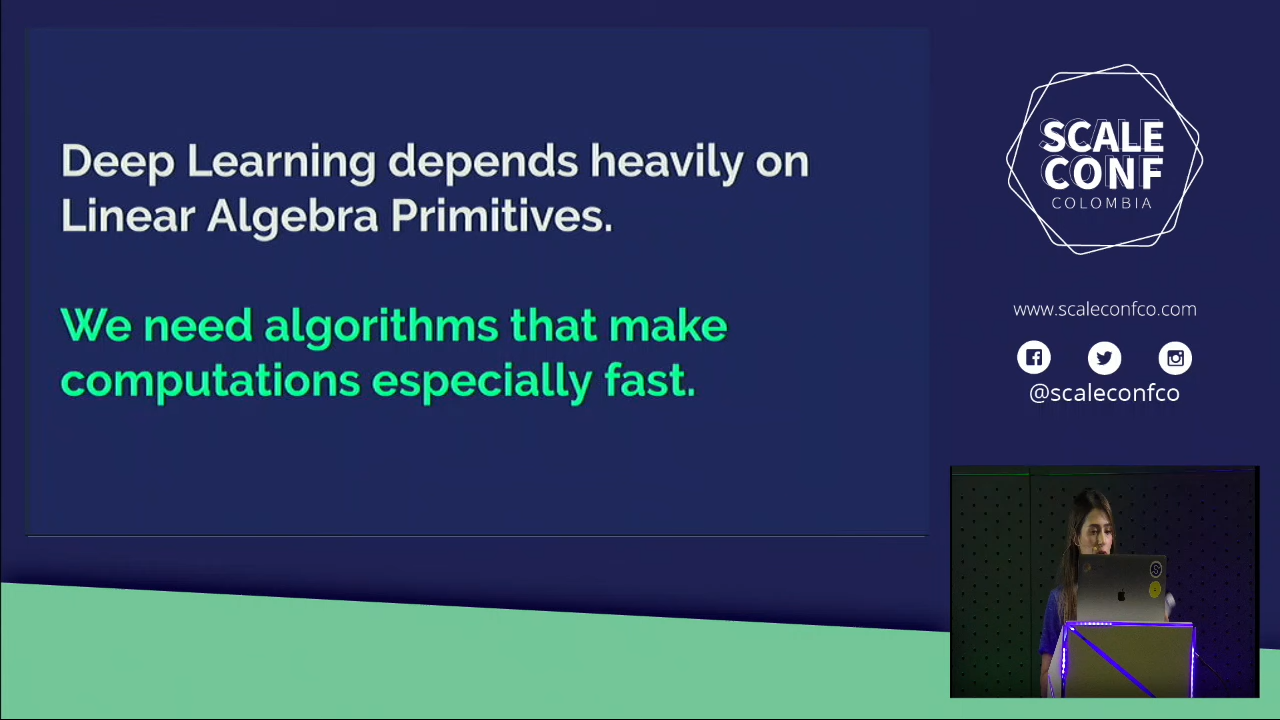 Deep Learning depends heavily on
Linear Algebra Primitives.
We need algorithms that make
computations especially fast.
SCALE
CONF
COLOMBIA
www.scaleconfco.com
@scaleconfco